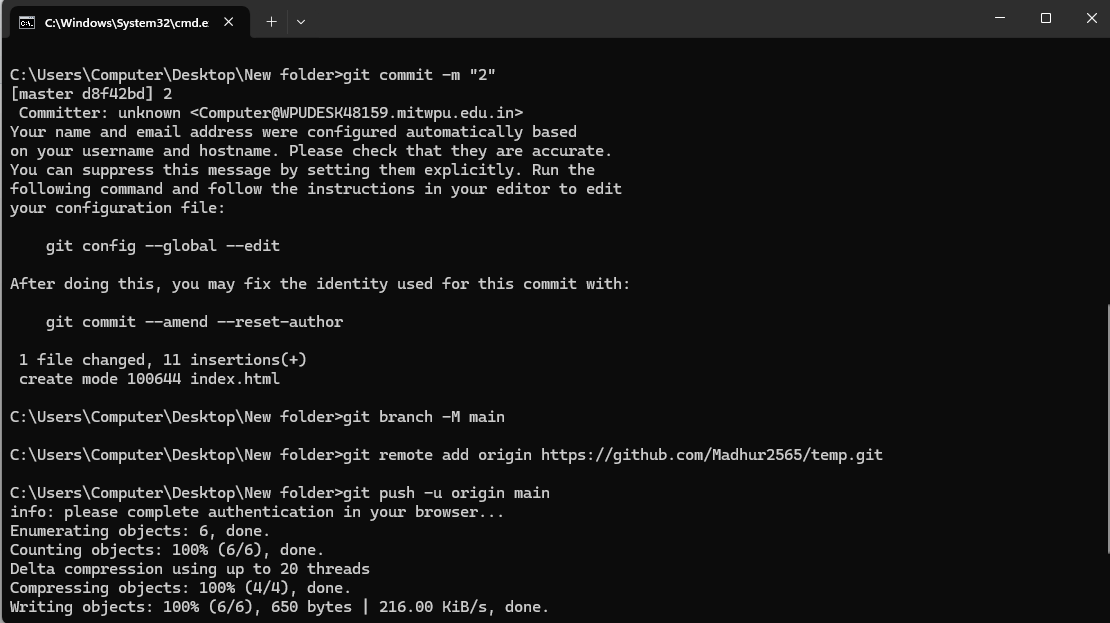 C:\Windows\System32\cmd.e
C:\Users\Computer\Desktop\New folder>git commit -m "2"
[master d8f42bd] 2
 Committer: unknown <Computer@WPUDESK48159.mitwpu.edu.in>
Your name and email address were configured automatically based
on your username and hostname. Please check that they are accurate.
You can suppress this message by setting them explicitly. Run the
following command and follow the instructions in your editor to edit
your configuration file:
    git config --global --edit
After doing this, you may fix the identity used for this commit with:
    git commit --amend --reset-author
 1 file changed, 11 insertions(+)
 create mode 100644 index.html
C:\Users\Computer\Desktop\New folder>git branch -M main
C:\Users\Computer\Desktop\New folder>git remote add origin https://github.com/Madhur2565/temp.git
C:\Users\Computer\Desktop\New folder>git push -u origin main
info: please complete authentication in your browser...
Enumerating objects: 6, done.
Counting objects: 100% (6/6), done.
Delta compression using up to 20 threads
Compressing objects: 100% (4/4), done.
Writing objects: 100% (6/6), 650 bytes | 216.00 KiB/s, done.